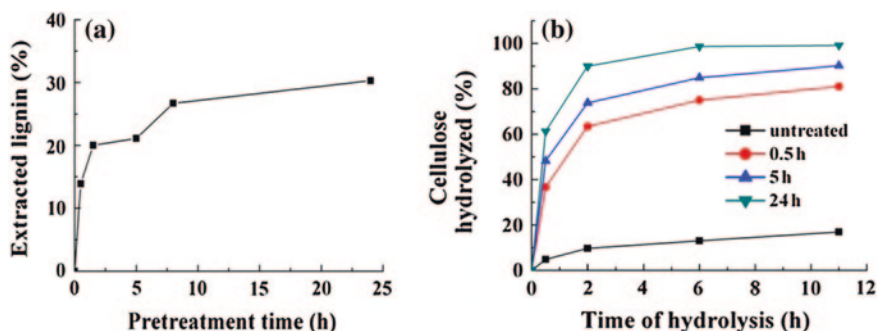 (a)
Extracted lignin (%)
40
30
20
10
0
0 5 10 15 20 25
Pretreatment time (h)
(b)
Cellulose
hydrolyzed (%)
100
80
60
40
20
0
untreated
0.5 h
5 h
24 h
0 2 4 6 8 10 12
Time of hydrolysis (h)